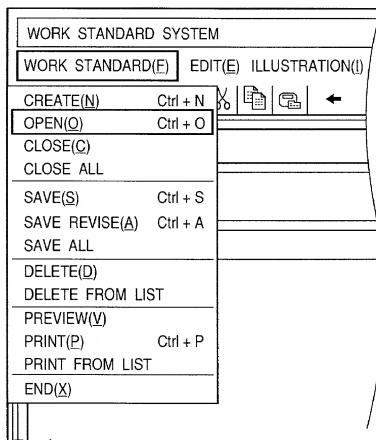 WORK STANDARD SYSTEM
WORK STANDARD(F) EDIT(E) ILLUSTRATION(I)
CREATE(N) Ctrl + N
OPEN(O) Ctrl + O
CLOSE(C)
CLOSE ALL
SAVE(S) Ctrl + S
SAVE REVISE(A) Ctrl + A
SAVE ALL
DELETE(D)
DELETE FROM LIST
PREVIEW(V)
PRINT(P) Ctrl + P
PRINT FROM LIST
END(X)